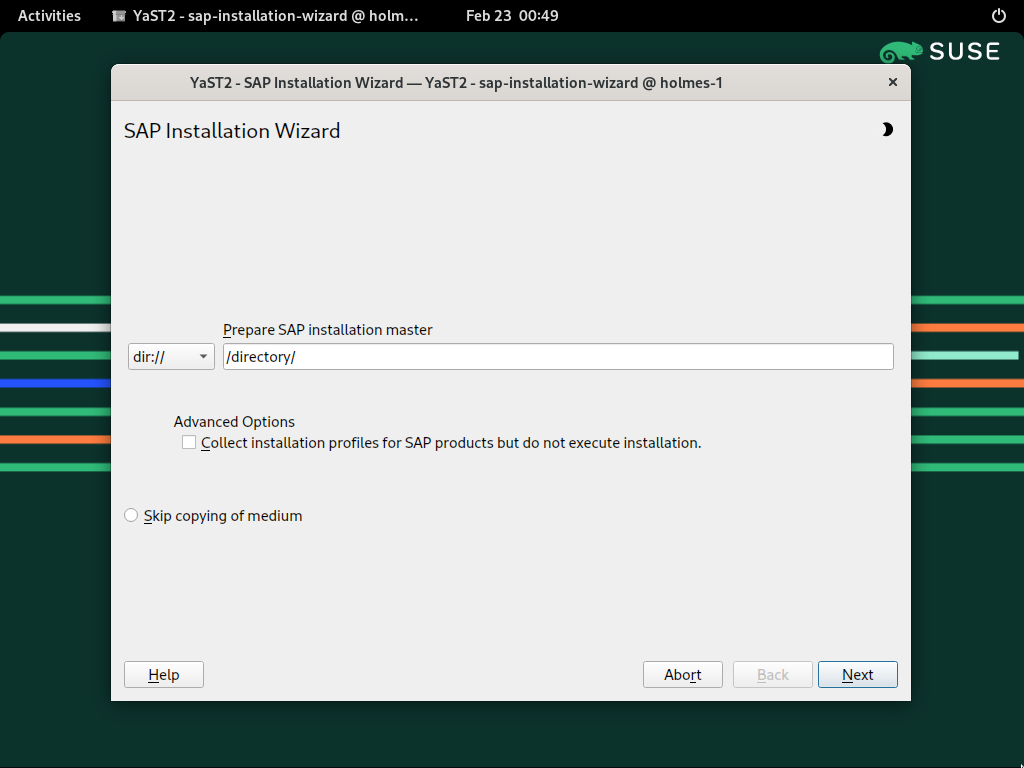 Activities YaST2 - sap-installation-wizard @ holm... Feb 23 00:49
SUSE
YaST2 - SAP Installation Wizard — YaST2 - sap-installation-wizard @ holmes-1
SAP Installation Wizard
Prepare SAP installation master
dir:// /directory/
Advanced Options
Collect installation profiles for SAP products but do not execute installation.
Skip copying of medium
Help Abort Back Next